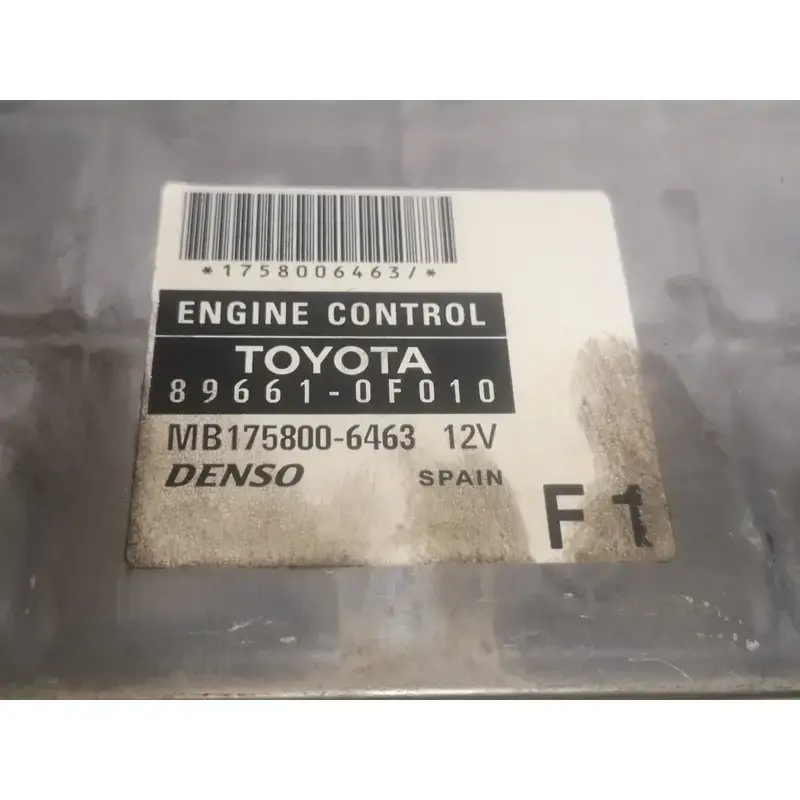 *1758006463/*
ENGINE CONTROL
TOYOTA
89661-0F010
MB175800-6463 12V
DENSO SPAIN
F1